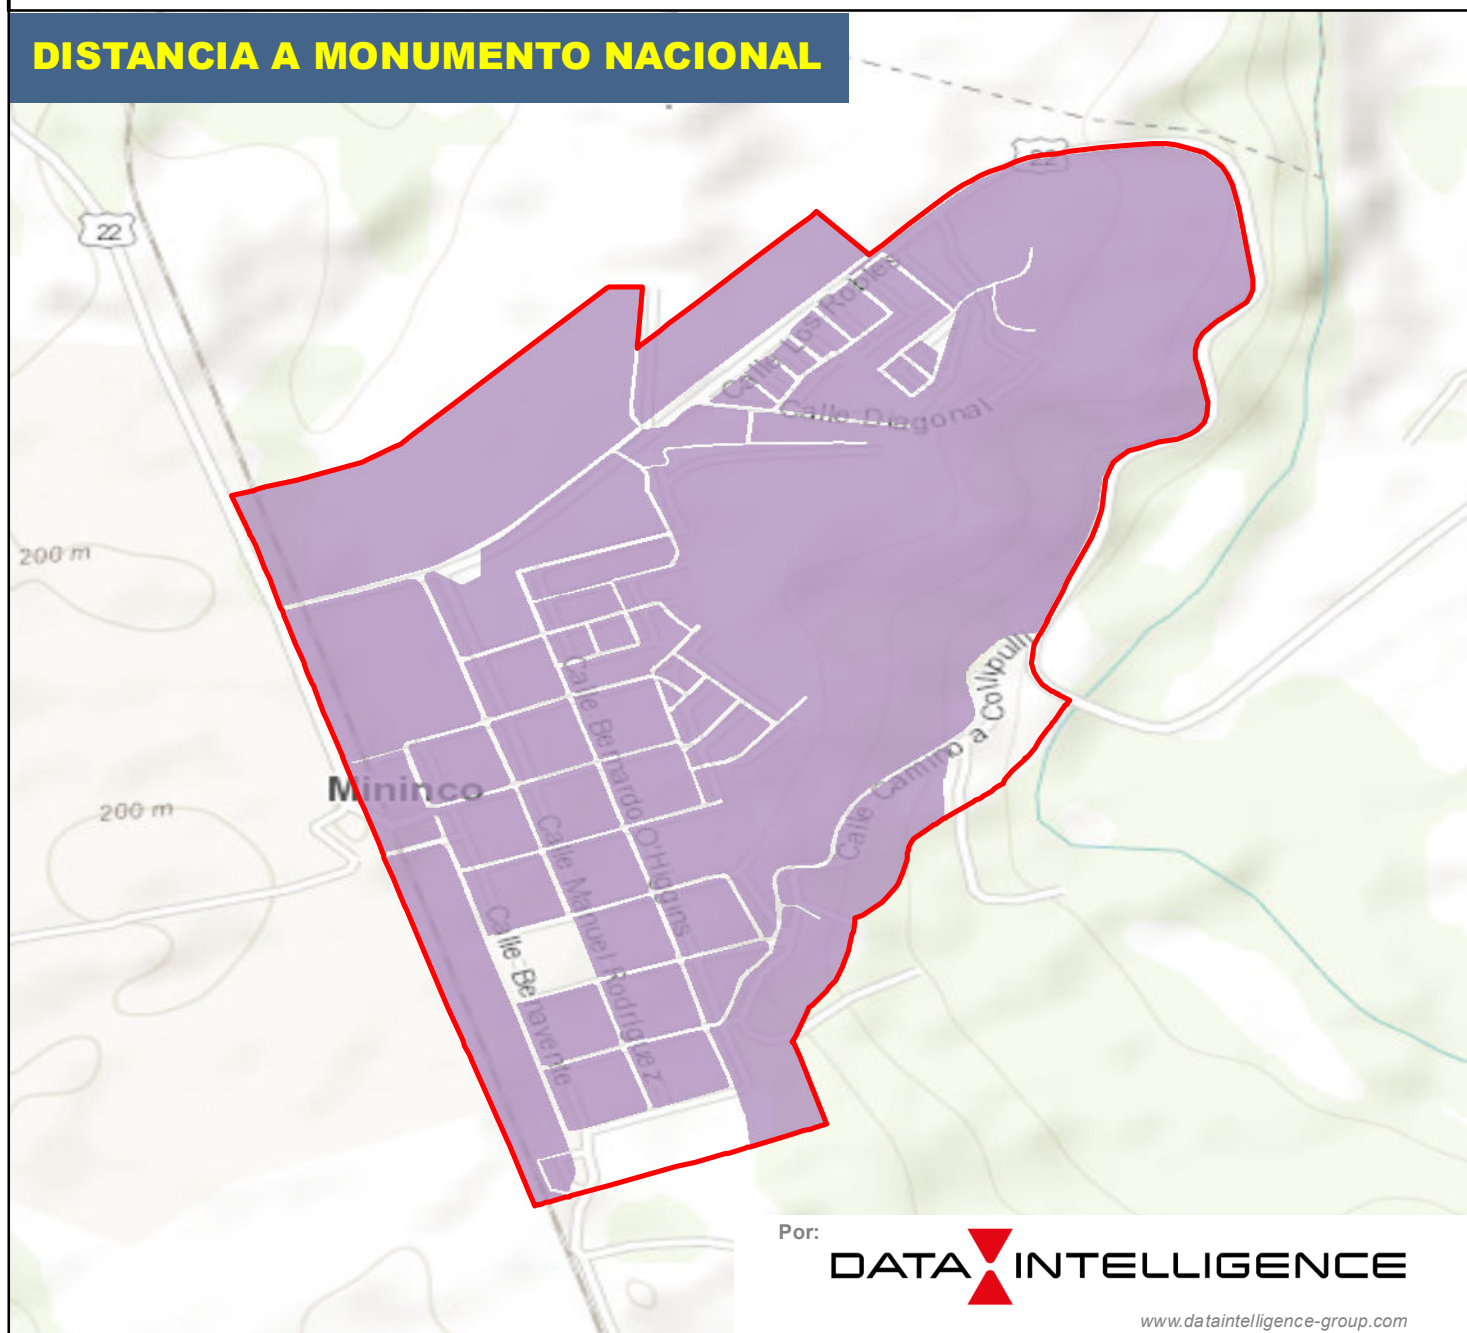 DISTANCIA A MONUMENTO NACIONAL
22
22
Calle Los Robles
Calle Diagonal
200 m
Calle Camino a Collipulli
Calle Bernardo O'Higgins
Mininco
200 m
Calle Manuel Rodríguez
Calle Benavente
Por:
DATA INTELLIGENCE
www.dataintelligence-group.com